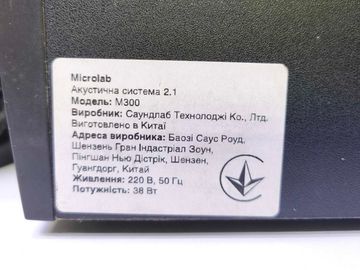 Microlab
Акустична система 2.1
Модель: M300
Виробник: Саундлаб Технолоджі Ко., Лтд.
Виготовлено в Китаї
Адреса виробника: Баозі Саус Роуд,
Шензень Гран Індастріал Зоун,
Пінгшан Нью Дістрік, Шензен,
Гуангдорг, Китай
Живлення: 220 В, 50 Гц
Потужність: 38 Вт